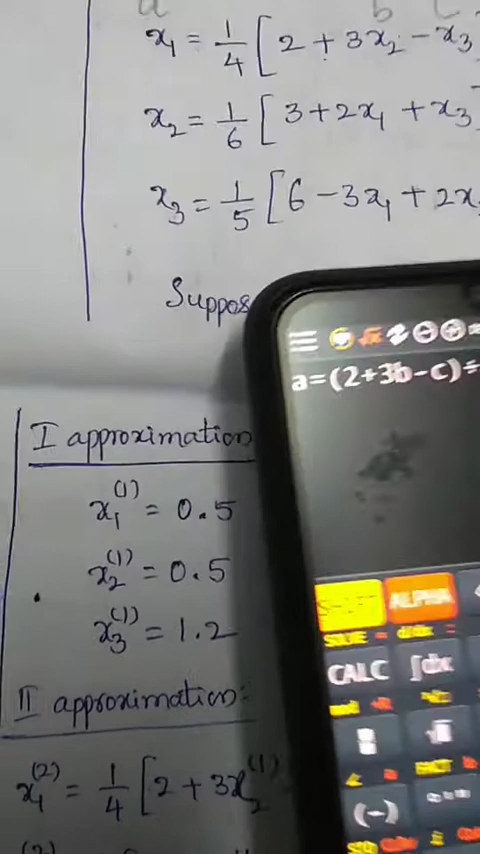 a b c
x₁ = 1/4 [ 2 + 3x₂ - x₃
x₂ = 1/6 [ 3 + 2x₁ + x₃
x₃ = 1/5 [ 6 - 3x₁ + 2x
Suppos
a=(2+3b-c)÷
I approximation
x₁⁽¹⁾ = 0.5
x₂⁽¹⁾ = 0.5
x₃⁽¹⁾ = 1.2
II approximation:
x₁⁽²⁾ = 1/4 [ 2 + 3x₂⁽¹⁾
SHIFT ALPHA
SOLVE =
CALC ∫dx
(-)
FACT